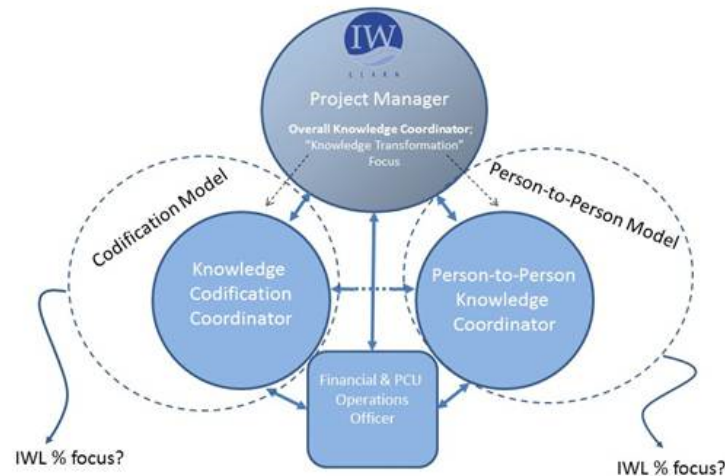 IW
Project Manager
Overall Knowledge Coordinator;
"Knowledge Transformation"
Focus
Codification Model
Person-to-Person Model
Knowledge
Codification
Coordinator
Person-to-Person
Knowledge
Coordinator
Financial & PCU
Operations
Officer
IWL % focus?
IWL % focus?